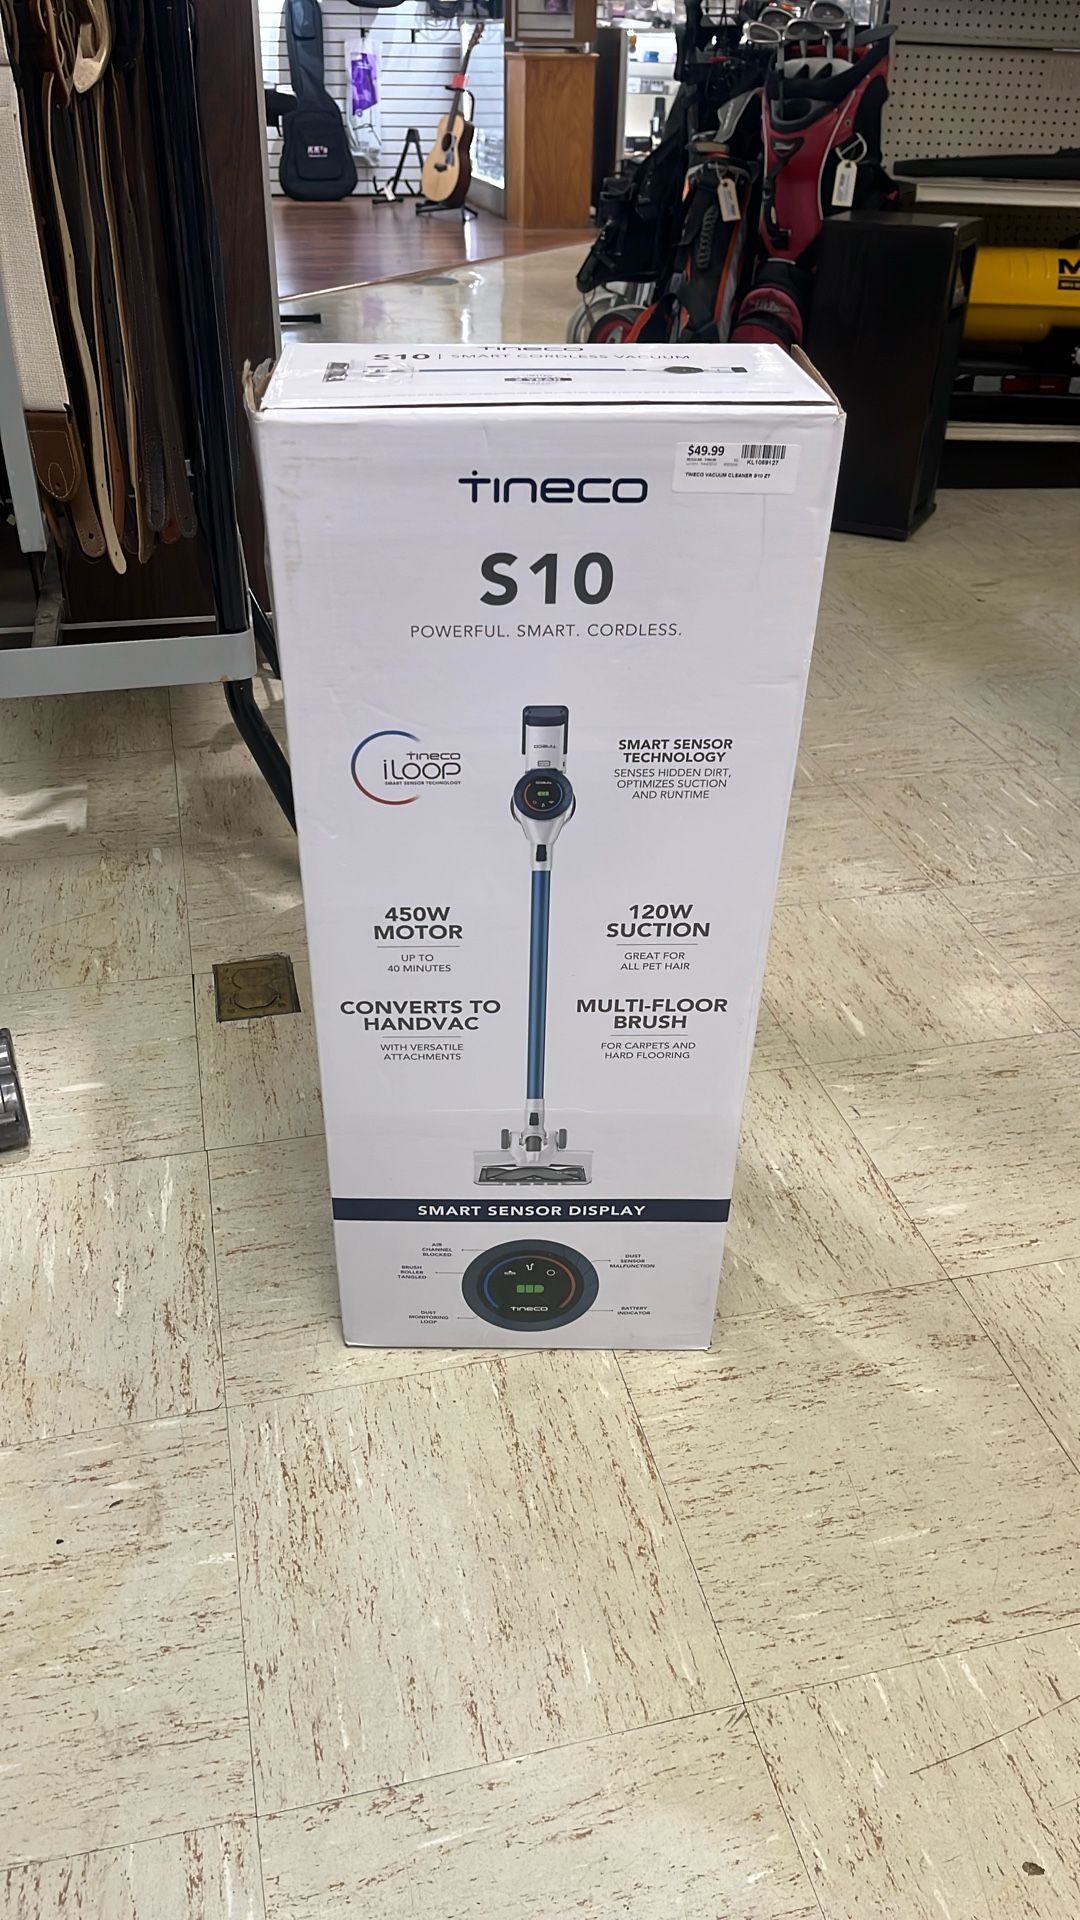 TINECO
S10 | SMART CORDLESS VACUUM
$49.99
KL1069127
TINECO VACUUM CLEANER S10 ZT
TINECO
S10
POWERFUL. SMART. CORDLESS.
TINECO
iLOOP
SMART SENSOR TECHNOLOGY
SMART SENSOR
TECHNOLOGY
SENSES HIDDEN DIRT,
OPTIMIZES SUCTION
AND RUNTIME
450W
MOTOR
UP TO
40 MINUTES
120W
SUCTION
GREAT FOR
ALL PET HAIR
CONVERTS TO
HANDVAC
WITH VERSATILE
ATTACHMENTS
MULTI-FLOOR
BRUSH
FOR CARPETS AND
HARD FLOORING
SMART SENSOR DISPLAY
AIR
CHANNEL
BLOCKED
BRUSH
ROLLER
TANGLED
DUST
MONITORING
LOOP
DUST
SENSOR
MALFUNCTION
BATTERY
INDICATOR
TINECO